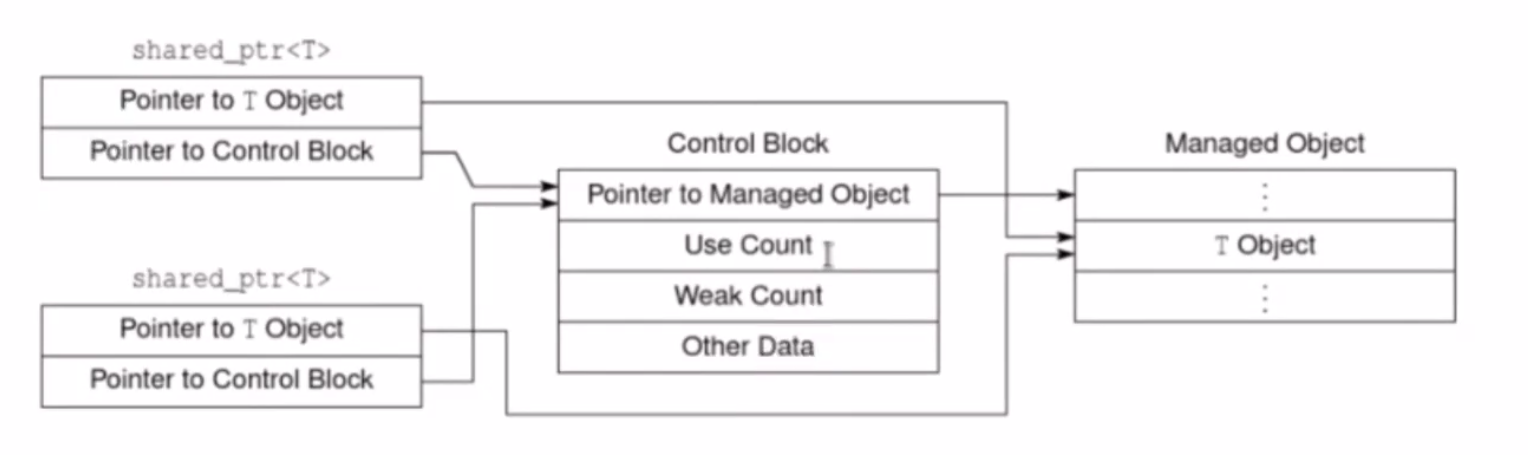 shared_ptr<T>
Pointer to T Object
Pointer to Control Block
Control Block
Pointer to Managed Object
Use Count
Weak Count
Other Data
Managed Object
⋮
T Object
⋮
shared_ptr<T>
Pointer to T Object
Pointer to Control Block